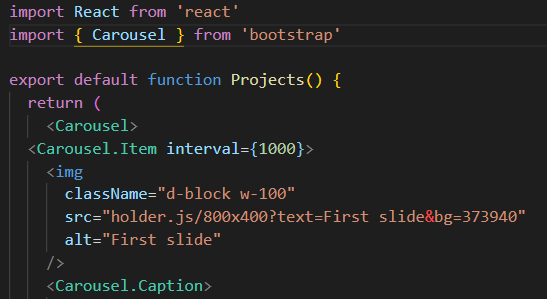 import React from 'react'
import { Carousel } from 'bootstrap'
export default function Projects() {
return (
<Carousel>
<Carousel.Item interval={1000}>
<img
className="d-block w-100"
src="holder.js/800x400?text=First slide&bg=373940"
alt="First slide"
/>
<Carousel.Caption>